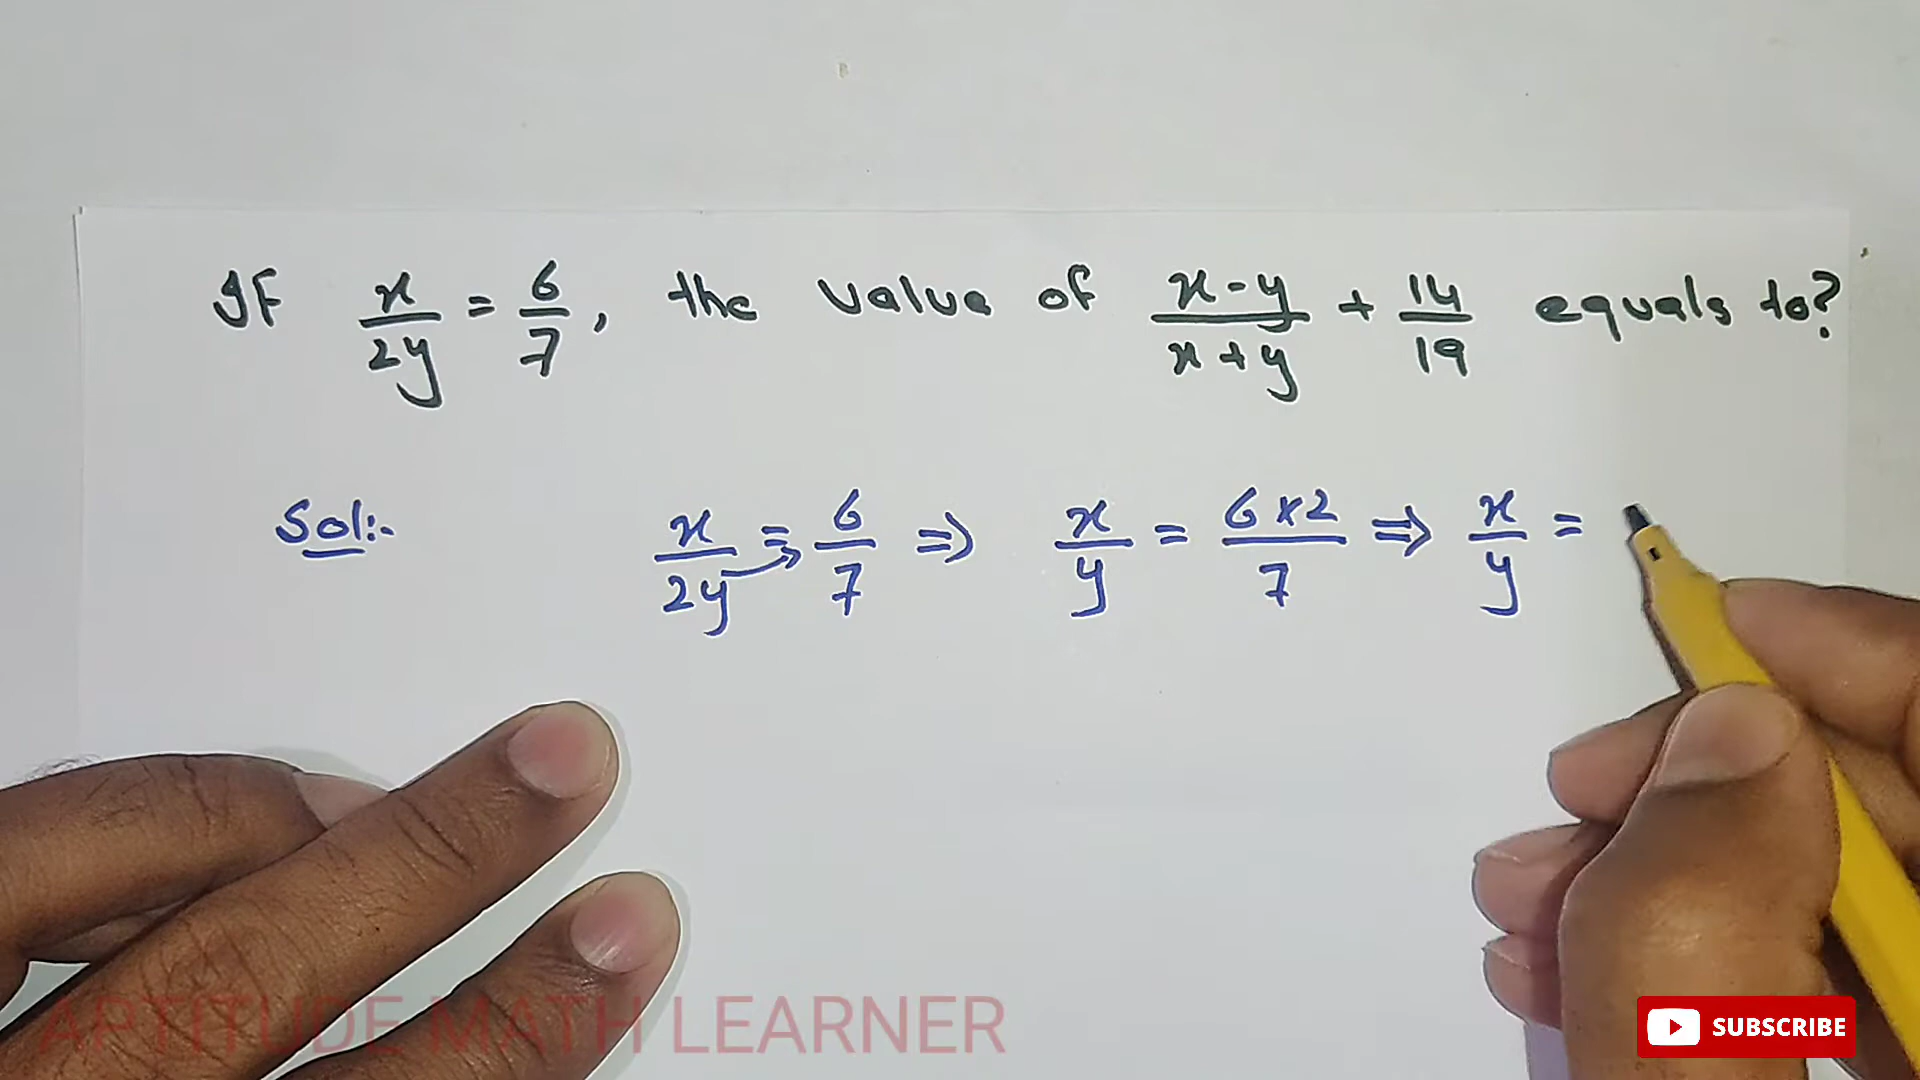 If x/2y = 6/7, the value of x-y/x+y + 14/19 equals to?
Sol:- x/2y = 6/7 ⇒ x/y = 6×2/7 ⇒ x/y =
APTITUDE MATH LEARNER
SUBSCRIBE